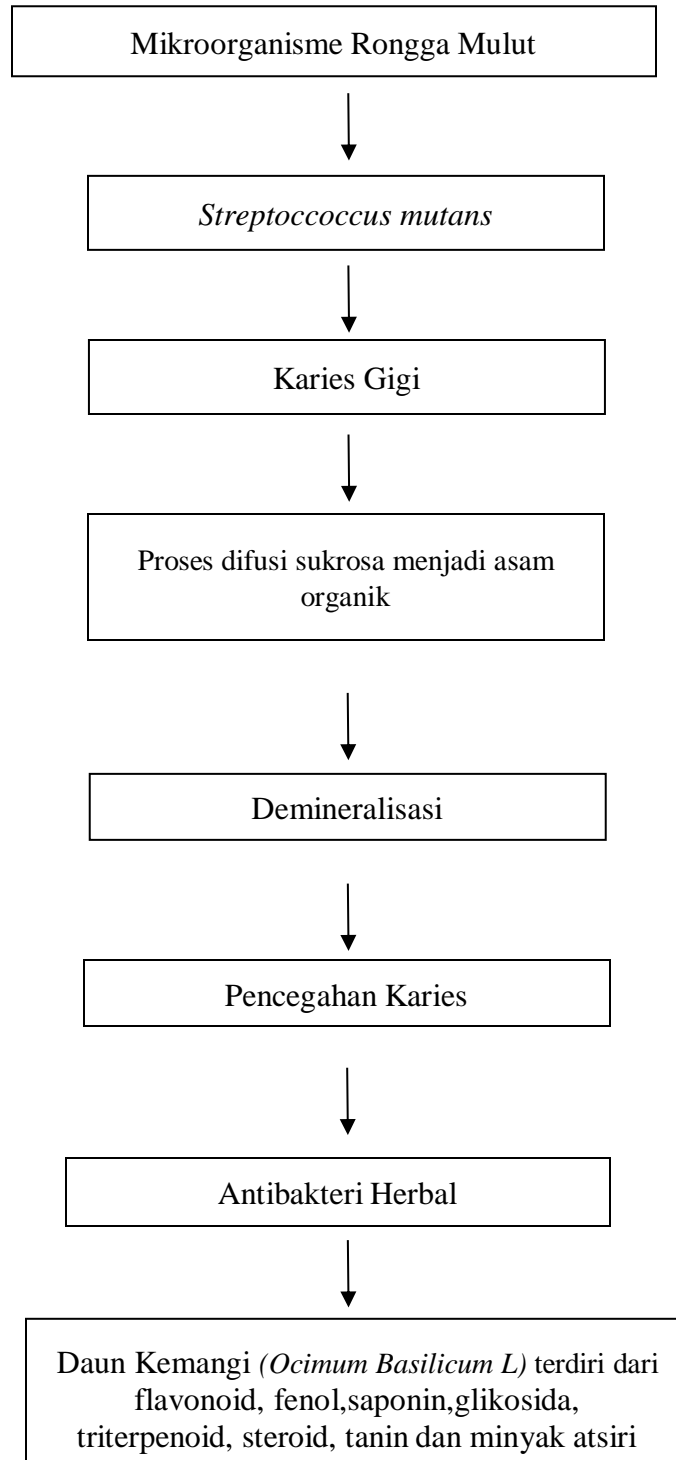 Mikroorganisme Rongga Mulut
Streptoccoccus mutans
Karies Gigi
Proses difusi sukrosa menjadi asam
organik
Demineralisasi
Pencegahan Karies
Antibakteri Herbal
Daun Kemangi (Ocimum Basilicum L) terdiri dari
flavonoid, fenol,saponin,glikosida,
triterpenoid, steroid, tanin dan minyak atsiri